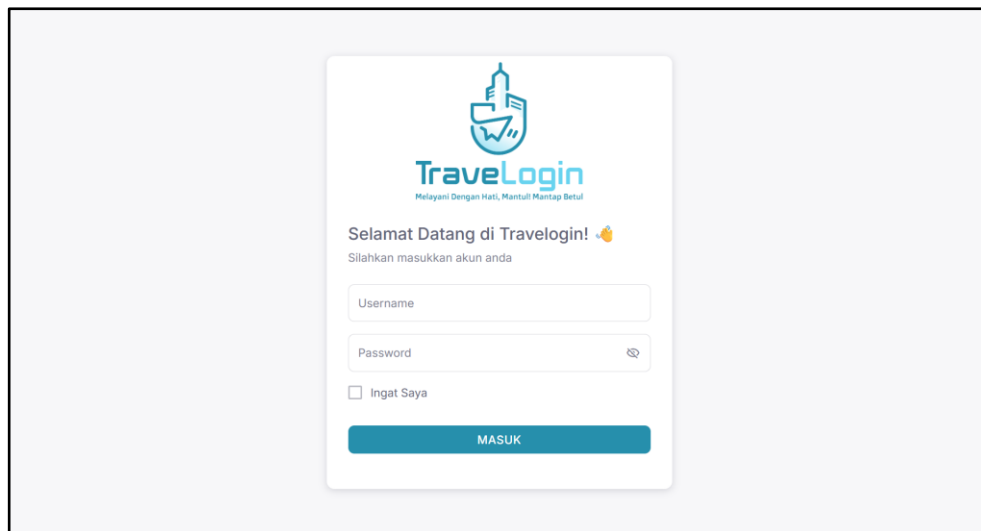 TraveLogin
Melayani Dengan Hati, Mantull Mantap Betul
Selamat Datang di Travelogin! 👋
Silahkan masukkan akun anda
Username
Password
Ingat Saya
MASUK